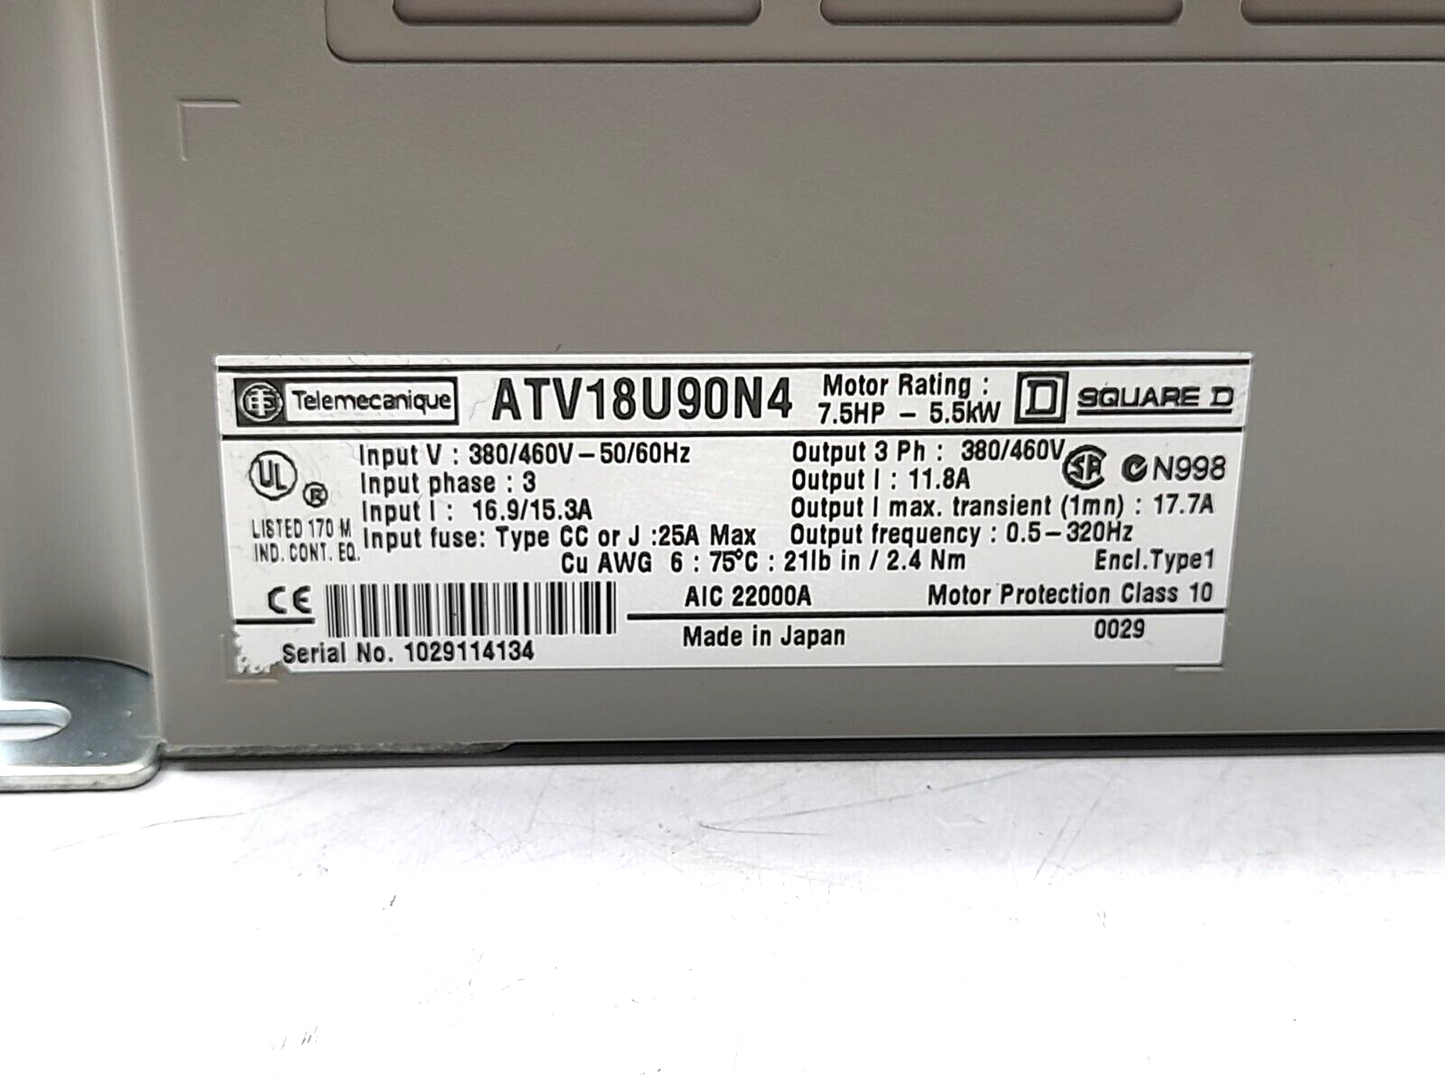 Telemecanique ATV18U90N4 Motor Rating : 7.5HP - 5.5kW D SQUARE D
UL ® LISTED 170 M IND. CONT. EQ.
Input V : 380/460V-50/60Hz Output 3 Ph : 380/460V
Input phase : 3 Output I : 11.8A SA N998
Input I : 16.9/15.3A Output I max. transient (1mn) : 17.7A
Input fuse: Type CC or J :25A Max Output frequency : 0.5-320Hz
Cu AWG 6 : 75°C : 21lb in / 2.4 Nm Encl.Type1
CE AIC 22000A Motor Protection Class 10
Serial No. 1029114134 Made in Japan 0029